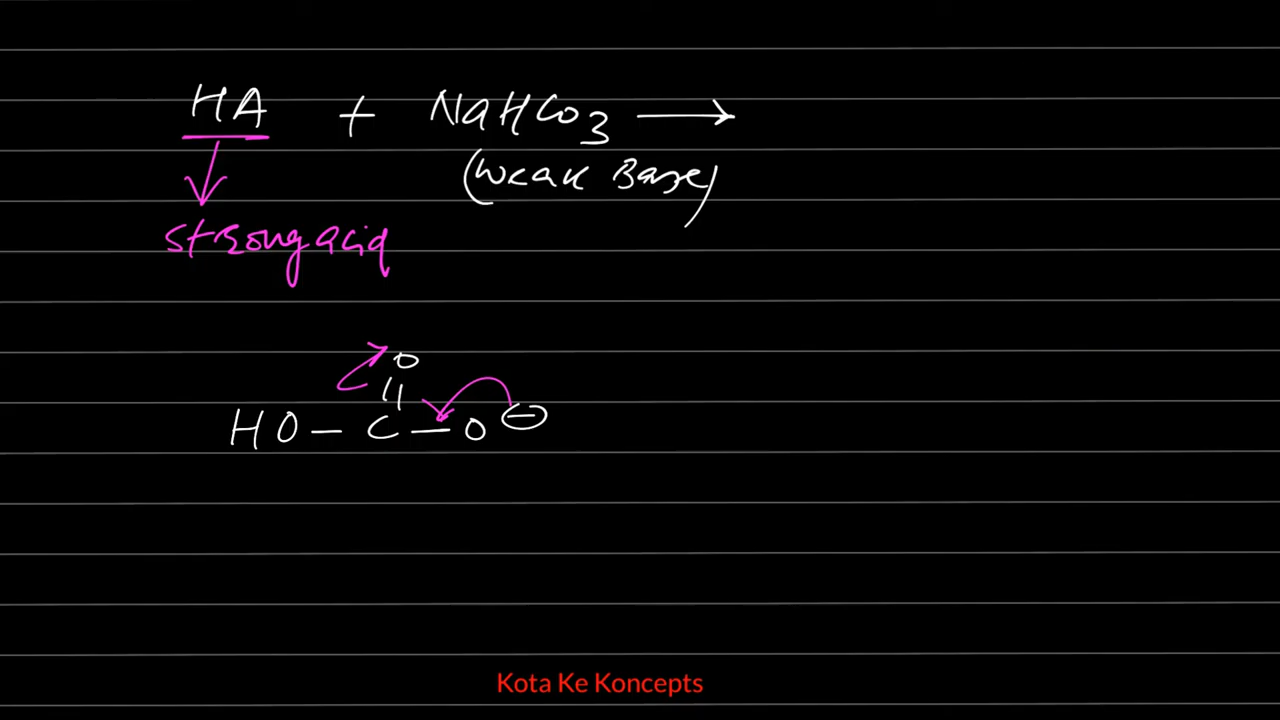 HA + NaHCO3 ⟶
(weak Base)
strong acid
O
||
HO – C – O ⊖
Kota Ke Koncepts